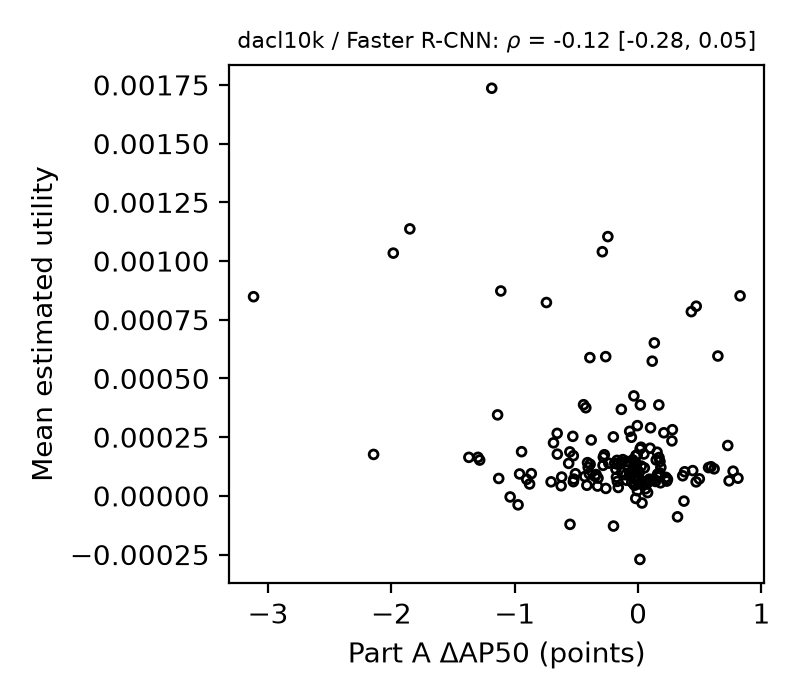 dacl10k / Faster R-CNN: ρ = -0.12 [-0.28, 0.05]
Mean estimated utility
0.00175
0.00150
0.00125
0.00100
0.00075
0.00050
0.00025
0.00000
−0.00025
−3 −2 −1 0 1
Part A ΔAP50 (points)